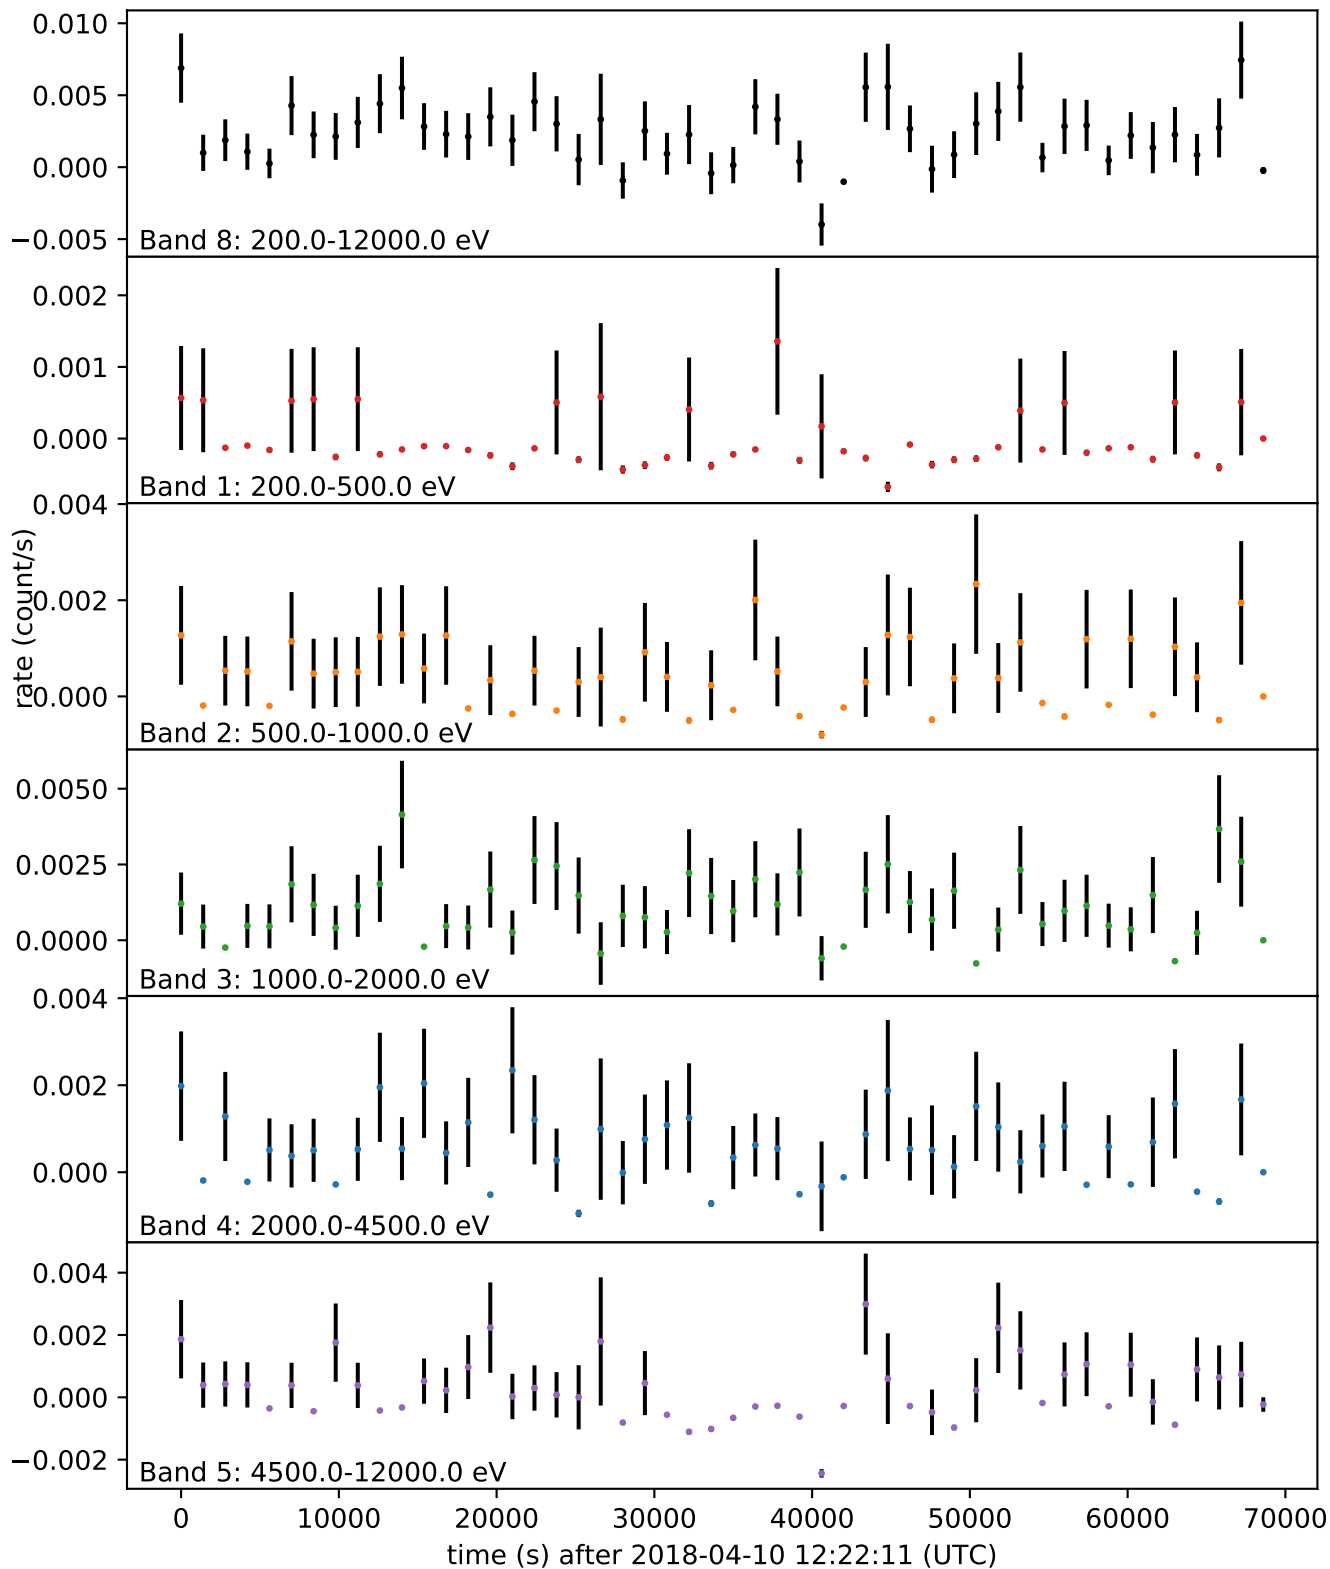 0.010
0.005
0.000
−0.005
Band 8: 200.0-12000.0 eV
0.002
0.001
0.000
Band 1: 200.0-500.0 eV
0.004
0.002
0.000
rate (count/s)
Band 2: 500.0-1000.0 eV
0.0050
0.0025
0.0000
Band 3: 1000.0-2000.0 eV
0.004
0.002
0.000
Band 4: 2000.0-4500.0 eV
0.004
0.002
0.000
−0.002
Band 5: 4500.0-12000.0 eV
0 10000 20000 30000 40000 50000 60000 70000
time (s) after 2018-04-10 12:22:11 (UTC)